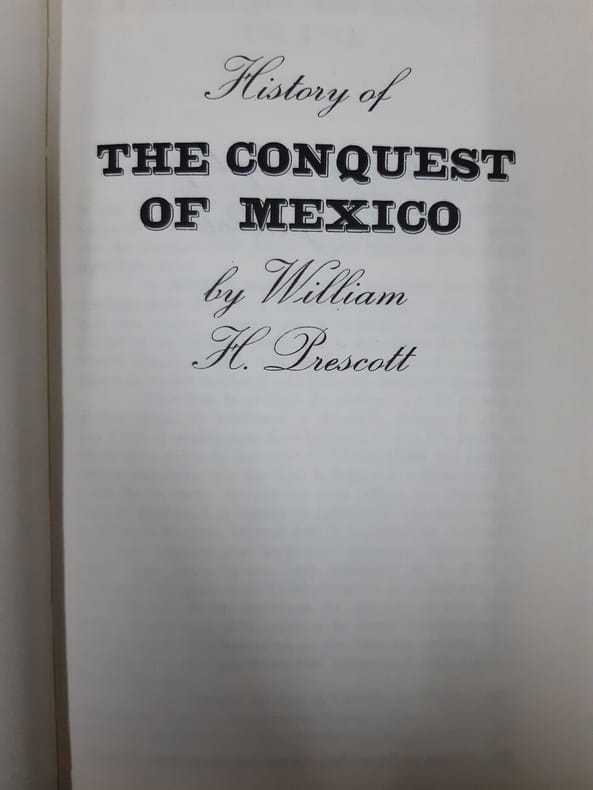 History of
THE CONQUEST
OF MEXICO
by William
H. Prescott